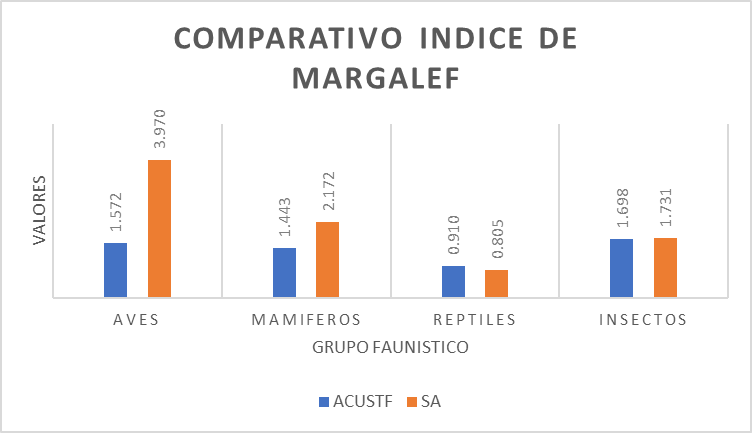 COMPARATIVO INDICE DE
MARGALEF
VALORES
1.572
3.970
1.443
2.172
0.910
0.805
1.698
1.731
AVES
MAMIFEROS
REPTILES
INSECTOS
GRUPO FAUNISTICO
ACUSTF
SA